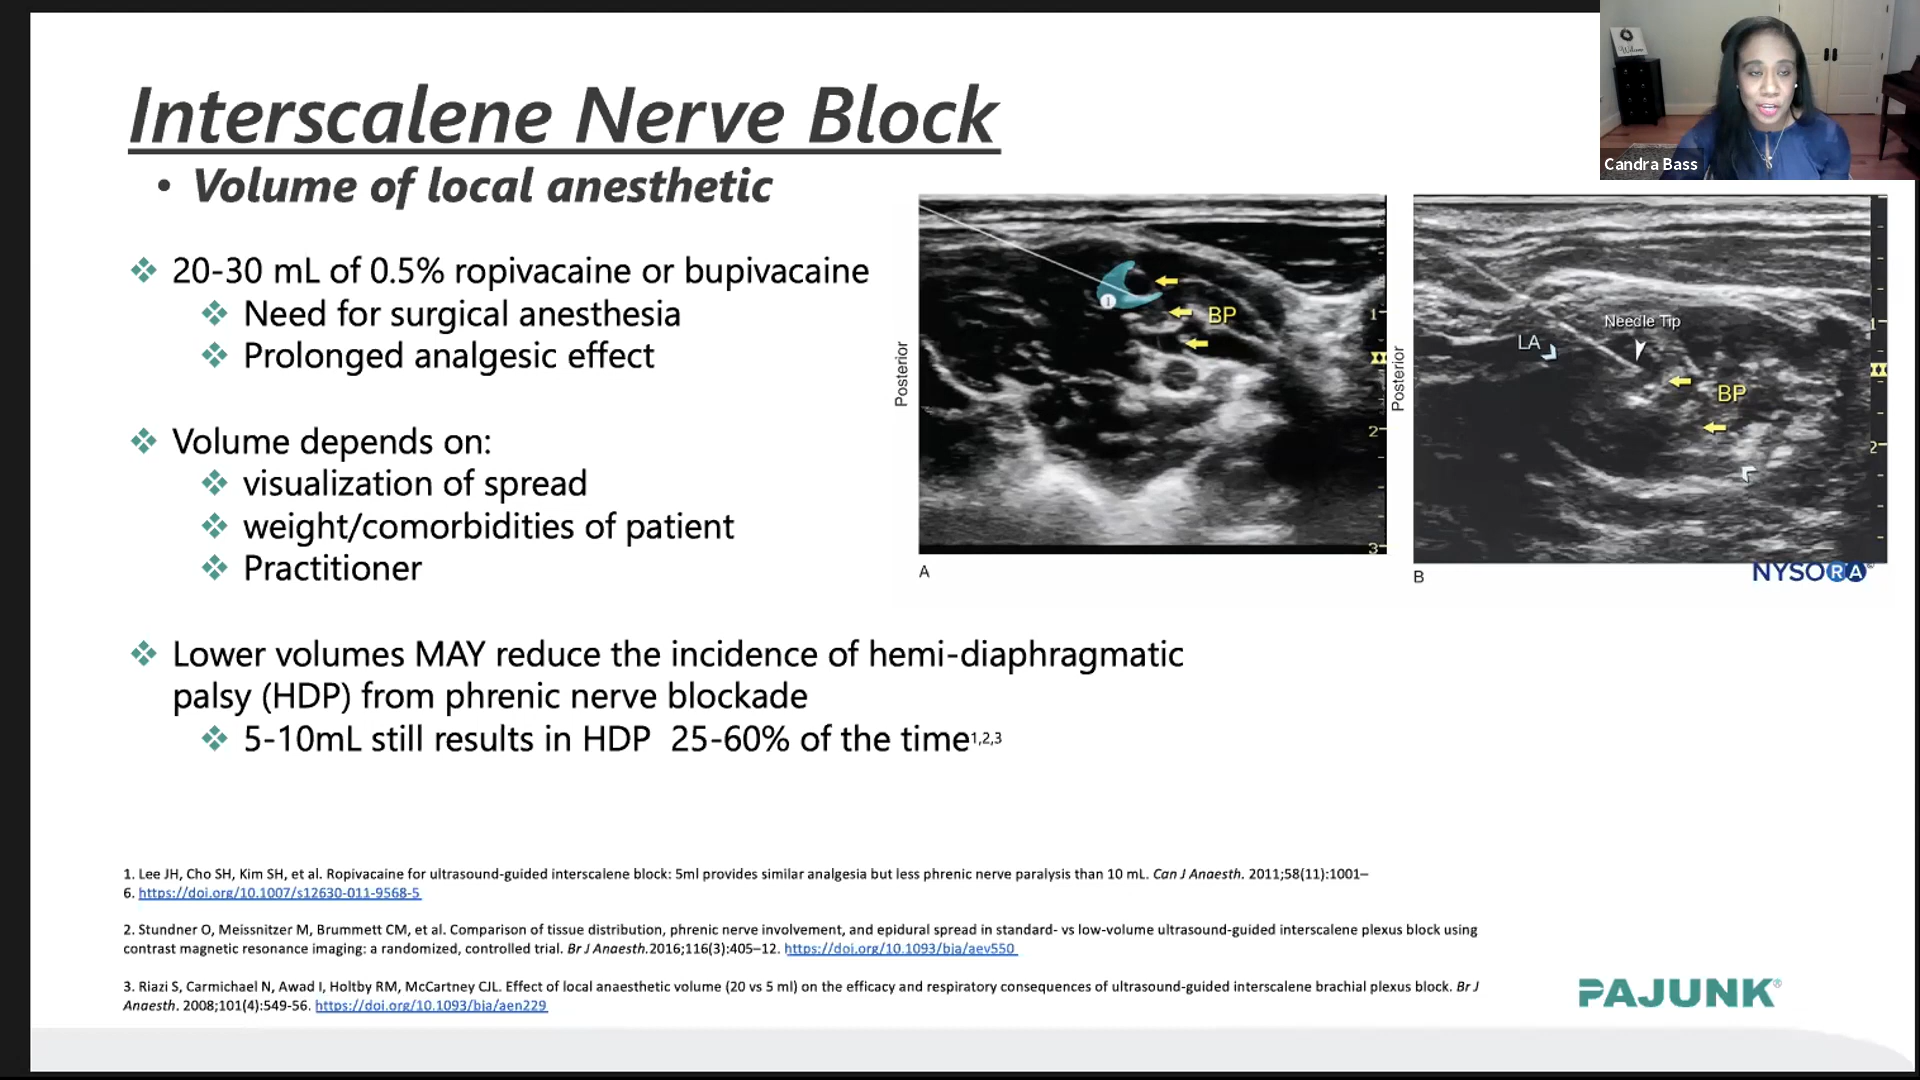 Interscalene Nerve Block
• Volume of local anesthetic
20-30 mL of 0.5% ropivacaine or bupivacaine
Need for surgical anesthesia
Prolonged analgesic effect
Volume depends on:
visualization of spread
weight/comorbidities of patient
Practitioner
Lower volumes MAY reduce the incidence of hemi-diaphragmatic
palsy (HDP) from phrenic nerve blockade
5-10mL still results in HDP 25-60% of the time1,2,3
Posterior
1
BP
1
2
3
A
Posterior
LA
Needle Tip
BP
1
2
B
NYSORA
Candra Bass
Welcome
1. Lee JH, Cho SH, Kim SH, et al. Ropivacaine for ultrasound-guided interscalene block: 5ml provides similar analgesia but less phrenic nerve paralysis than 10 mL. Can J Anaesth. 2011;58(11):1001–
6. https://doi.org/10.1007/s12630-011-9568-5
2. Stundner O, Meissnitzer M, Brummett CM, et al. Comparison of tissue distribution, phrenic nerve involvement, and epidural spread in standard- vs low-volume ultrasound-guided interscalene plexus block using
contrast magnetic resonance imaging: a randomized, controlled trial. Br J Anaesth.2016;116(3):405–12. https://doi.org/10.1093/bja/aev550
3. Riazi S, Carmichael N, Awad I, Holtby RM, McCartney CJL. Effect of local anaesthetic volume (20 vs 5 ml) on the efficacy and respiratory consequences of ultrasound-guided interscalene brachial plexus block. Br J
Anaesth. 2008;101(4):549-56. https://doi.org/10.1093/bja/aen229
PAJUNK®